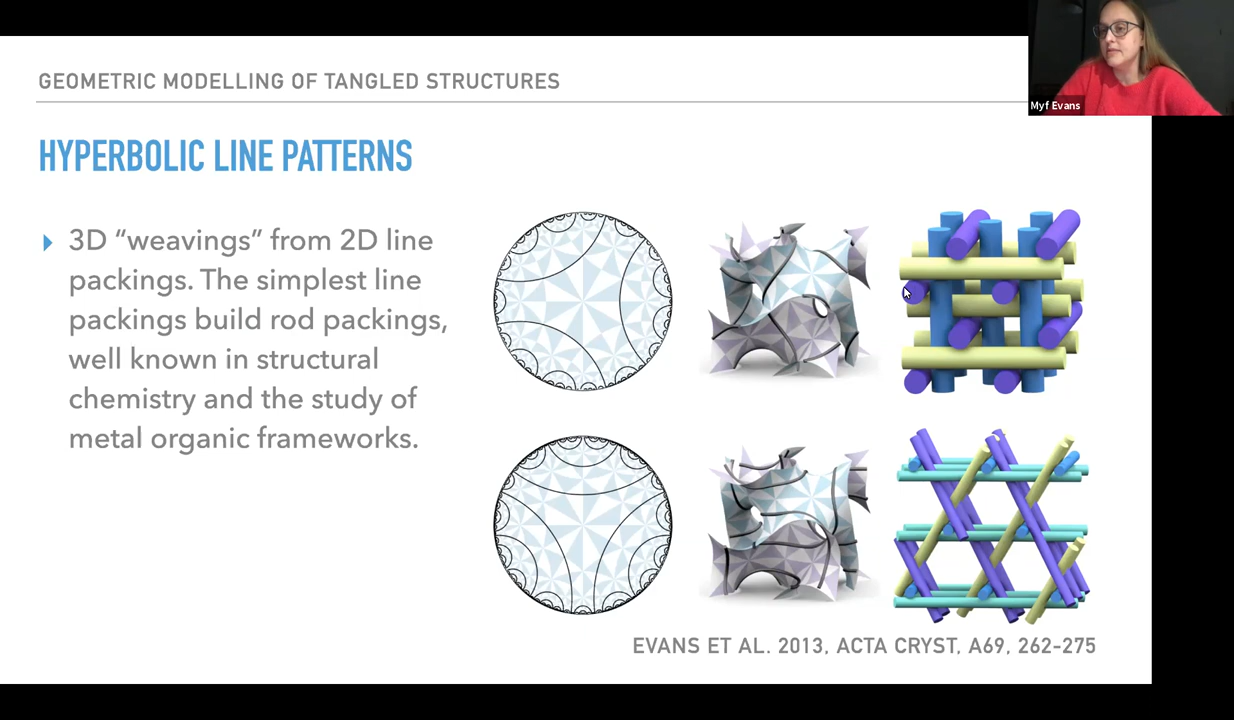 Myf Evans
GEOMETRIC MODELLING OF TANGLED STRUCTURES
HYPERBOLIC LINE PATTERNS
3D “weavings” from 2D line
packings. The simplest line
packings build rod packings,
well known in structural
chemistry and the study of
metal organic frameworks.
EVANS ET AL. 2013, ACTA CRYST, A69, 262-275